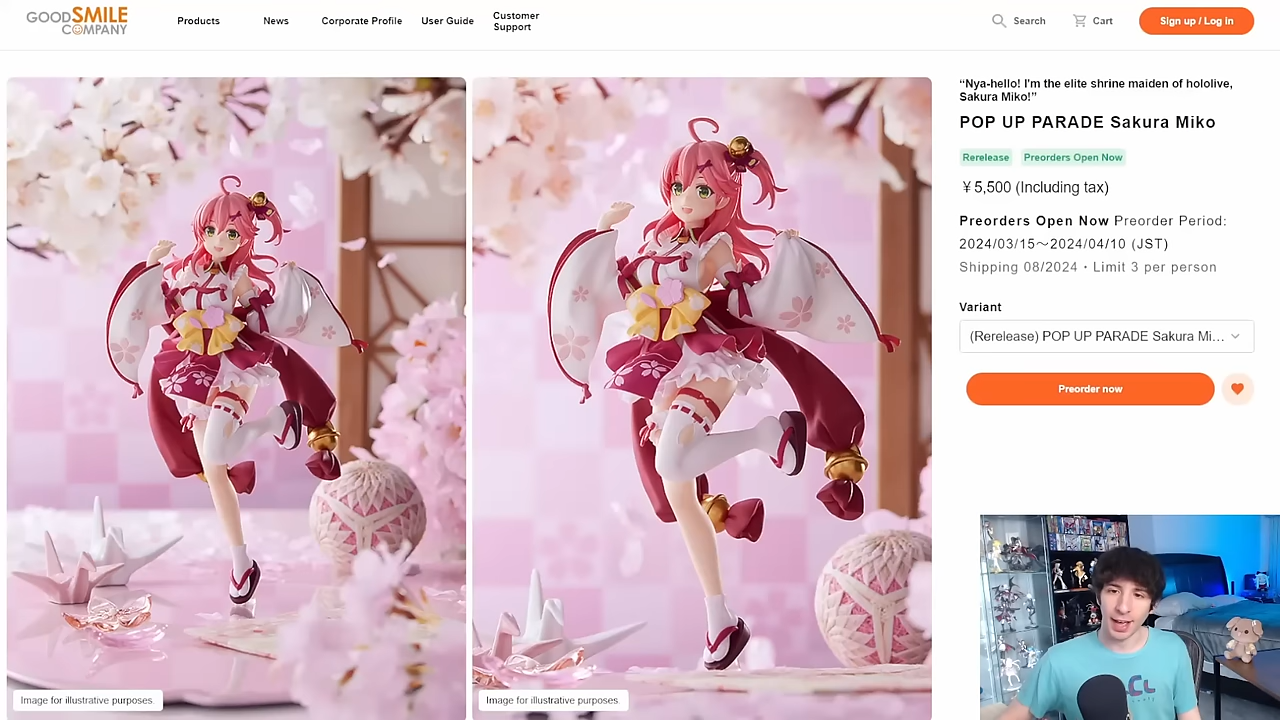 GOODSMILE
COMPANY
Products
News
Corporate Profile
User Guide
Customer
Support
Search
Cart
Sign up / Log in
“Nya-hello! I'm the elite shrine maiden of hololive,
Sakura Miko!”
POP UP PARADE Sakura Miko
Rerelease
Preorders Open Now
¥5,500 (Including tax)
Preorders Open Now Preorder Period:
2024/03/15～2024/04/10 (JST)
Shipping 08/2024・Limit 3 per person
Variant
(Rerelease) POP UP PARADE Sakura Mi…
Preorder now
Image for illustrative purposes.
Image for illustrative purposes.